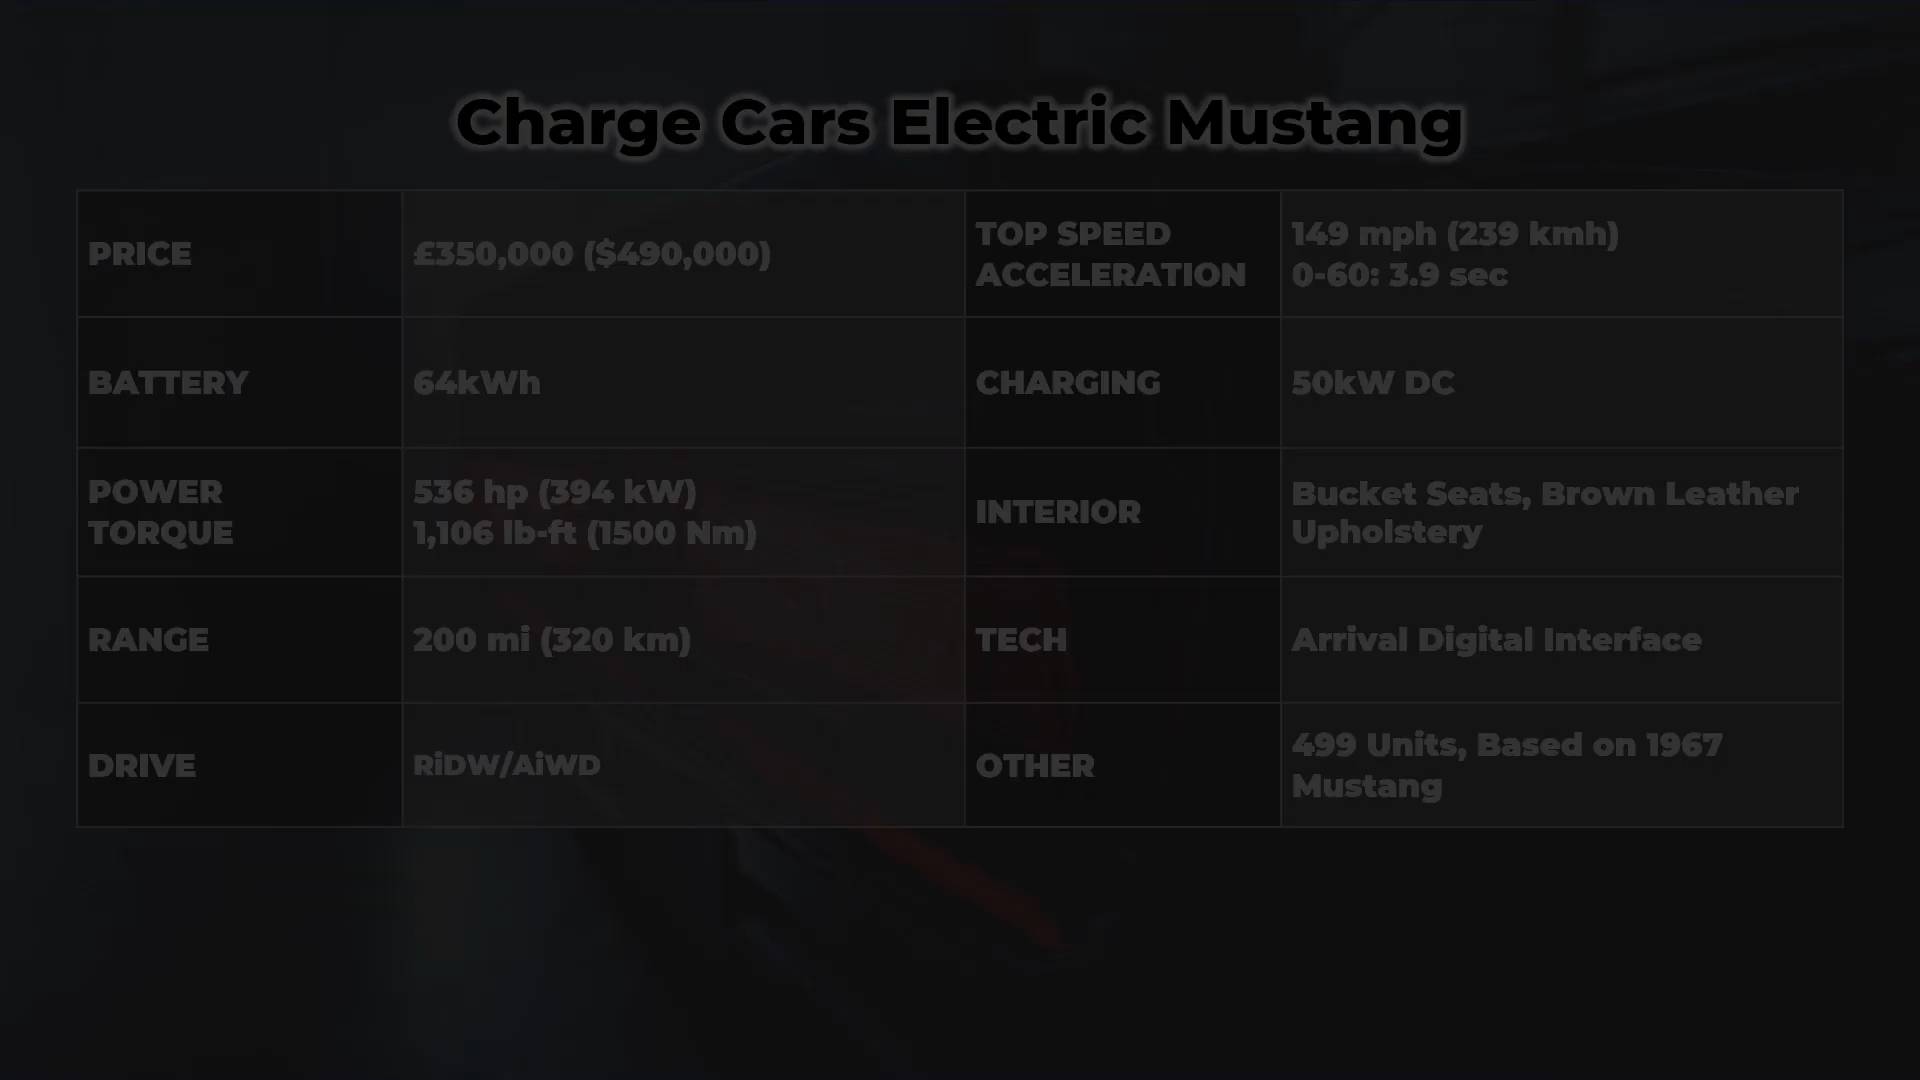 Charge Cars Electric Mustang
PRICE
£350,000 ($490,000)
TOP SPEED
ACCELERATION
149 mph (239 kmh)
0-60: 3.9 sec
BATTERY
64kWh
CHARGING
50kW DC
POWER
TORQUE
536 hp (394 kW)
1,106 lb-ft (1500 Nm)
INTERIOR
Bucket Seats, Brown Leather
Upholstery
RANGE
200 mi (320 km)
TECH
Arrival Digital Interface
DRIVE
RiDW/AiWD
OTHER
499 Units, Based on 1967
Mustang